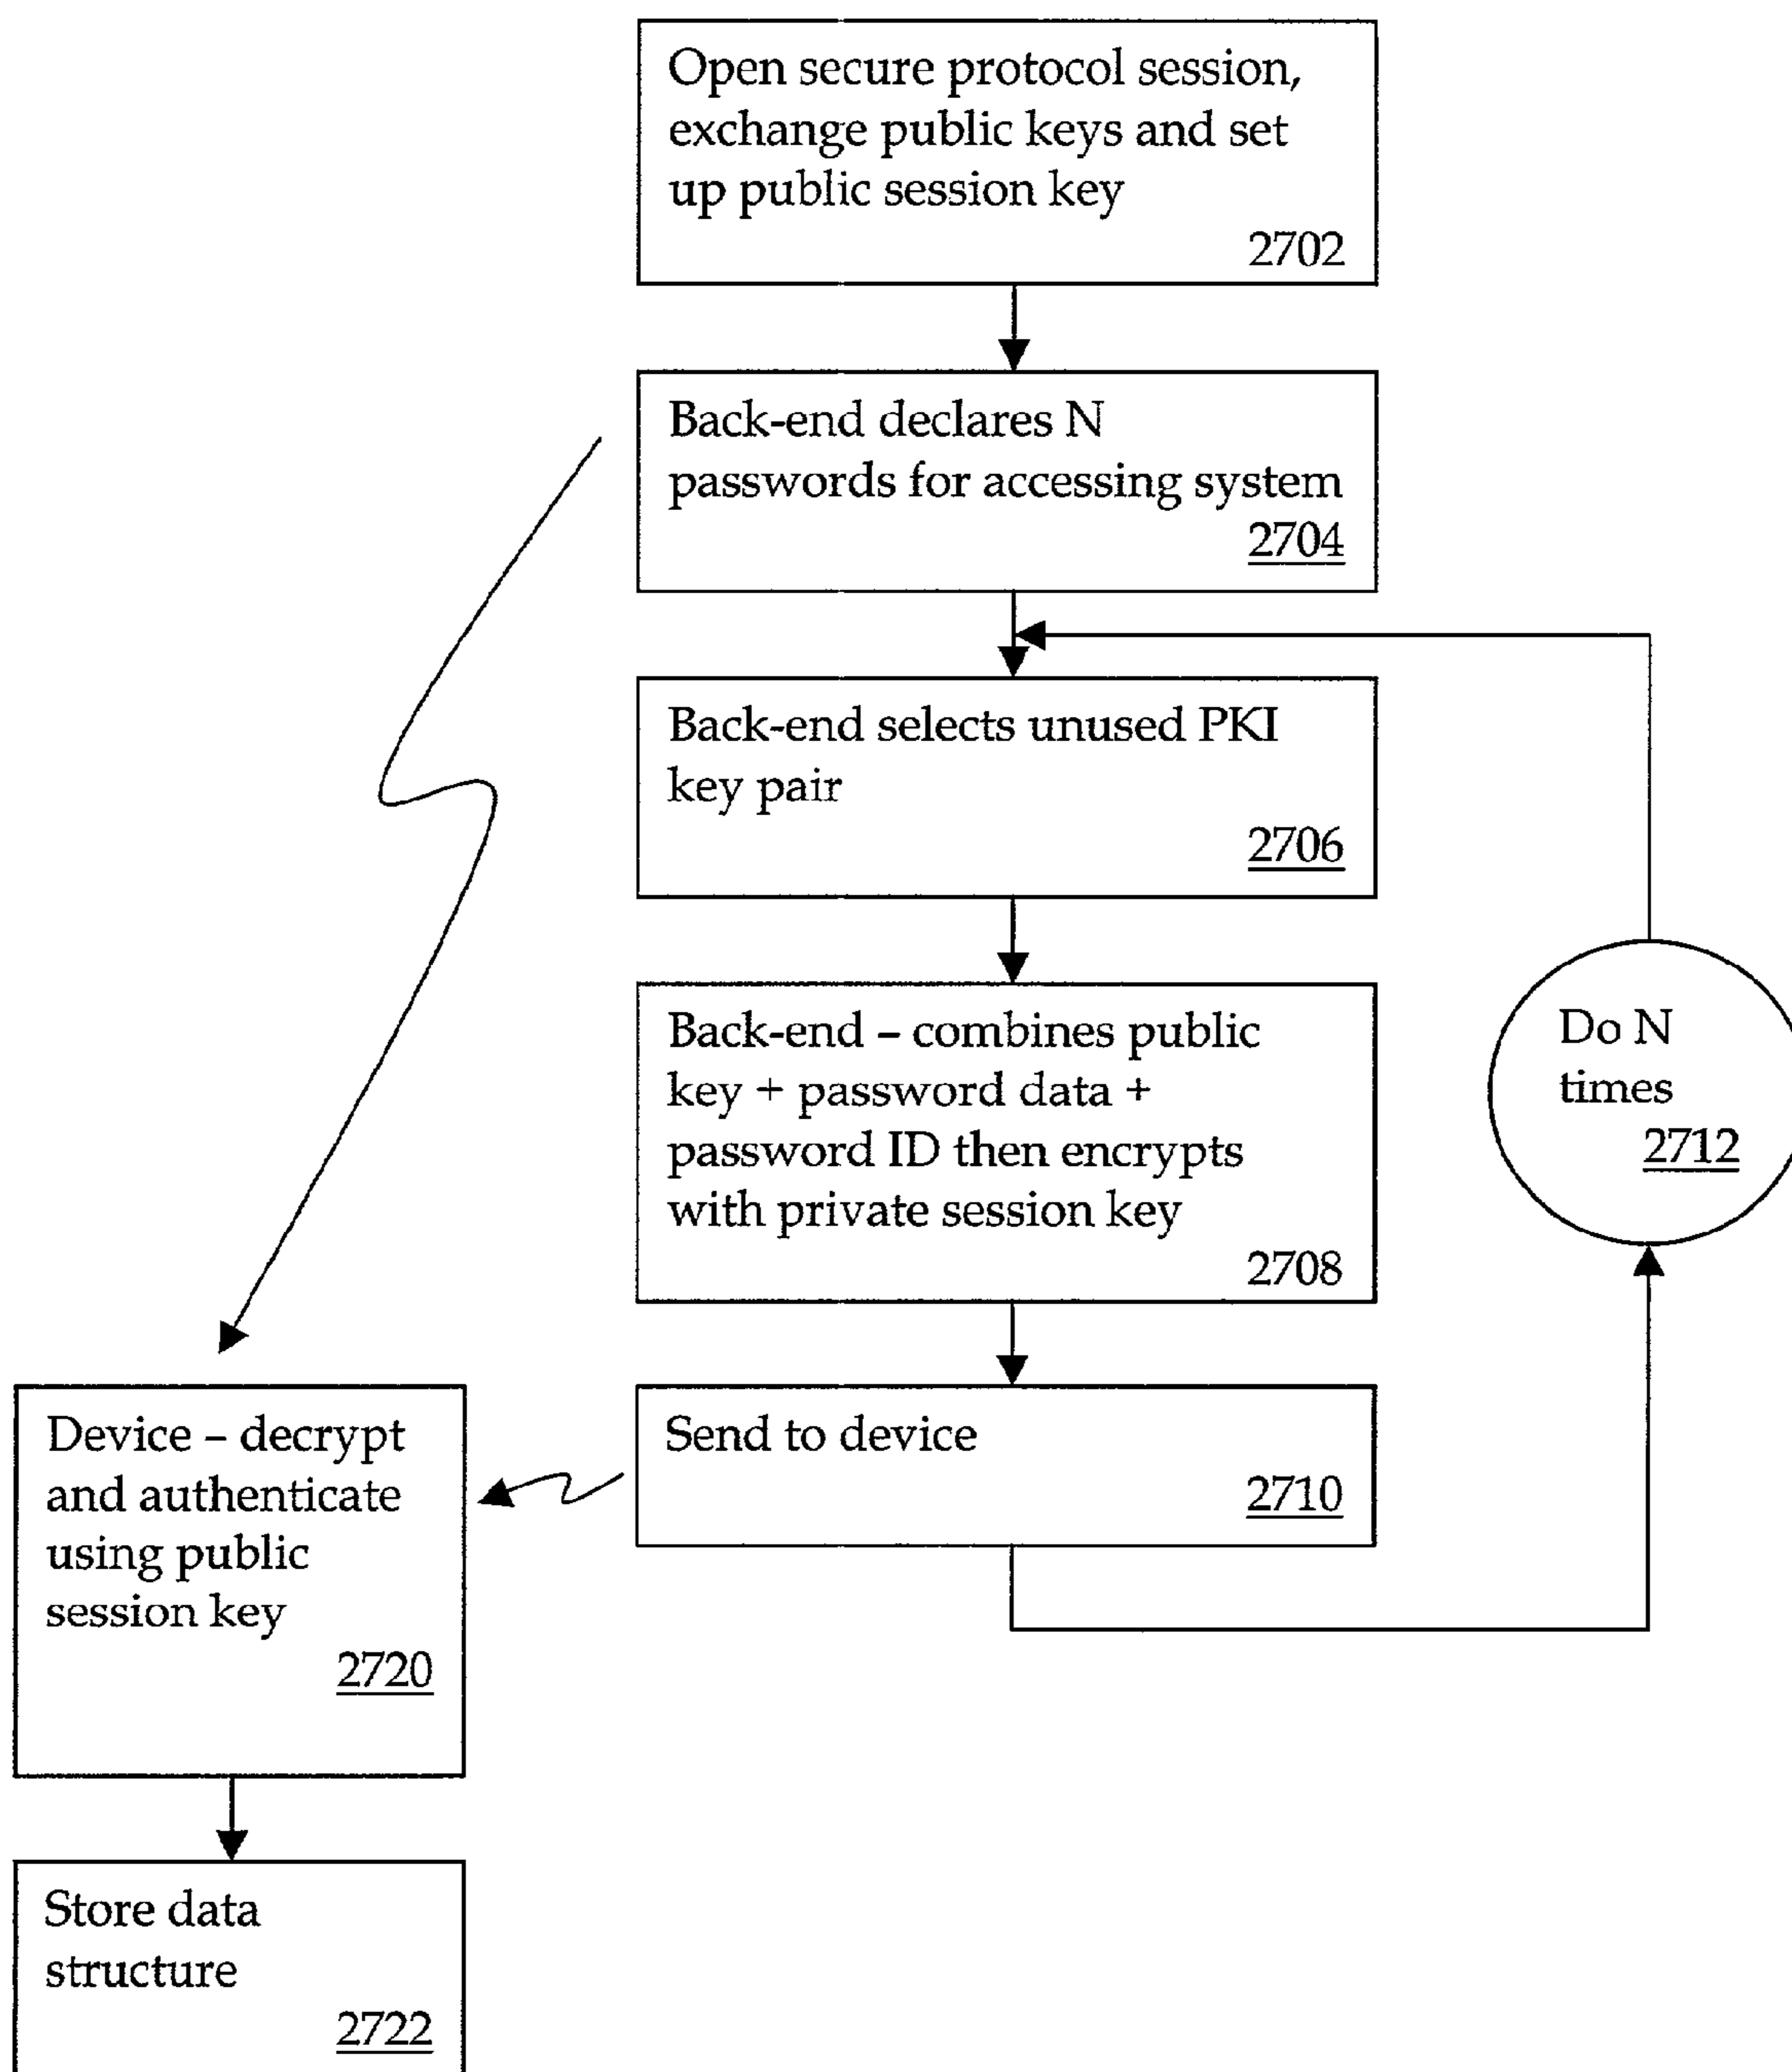 Open secure protocol session,
exchange public keys and set
up public session key
2702
Back-end declares N
passwords for accessing system
2704
Back-end selects unused PKI
key pair
2706
Back-end – combines public
key + password data +
password ID then encrypts
with private session key
2708
Do N
times
2712
Send to device
2710
Device – decrypt
and authenticate
using public
session key
2720
Store data
structure
2722